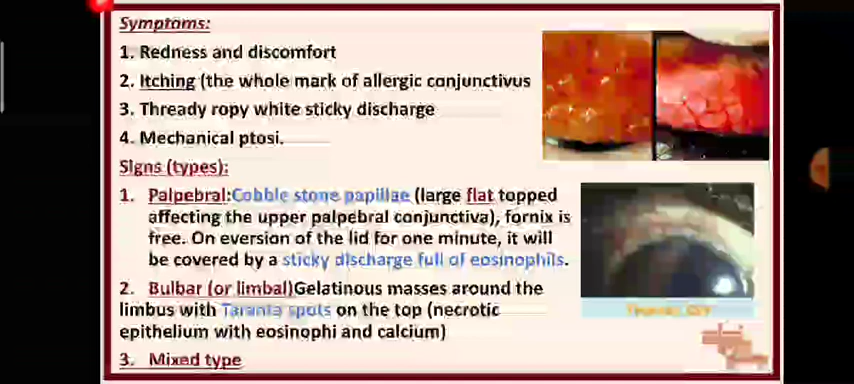 Symptoms:
1. Redness and discomfort
2. Itching (the whole mark of allergic conjunctivus
3. Thready ropy white sticky discharge
4. Mechanical ptosi.
Signs (types):
1. Palpebral:Cobble stone papillae (large flat topped
affecting the upper palpebral conjunctiva), fornix is
free. On eversion of the lid for one minute, it will
be covered by a sticky discharge full of eosinophils.
2. Bulbar (or limbal)Gelatinous masses around the
limbus with spots on the top (necrotic
epithelium with eosinophi and calcium)
3. Mixed type